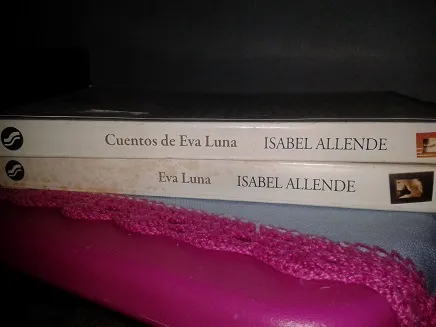 Cuentos de Eva Luna ISABEL ALLENDE
Eva Luna ISABEL ALLENDE